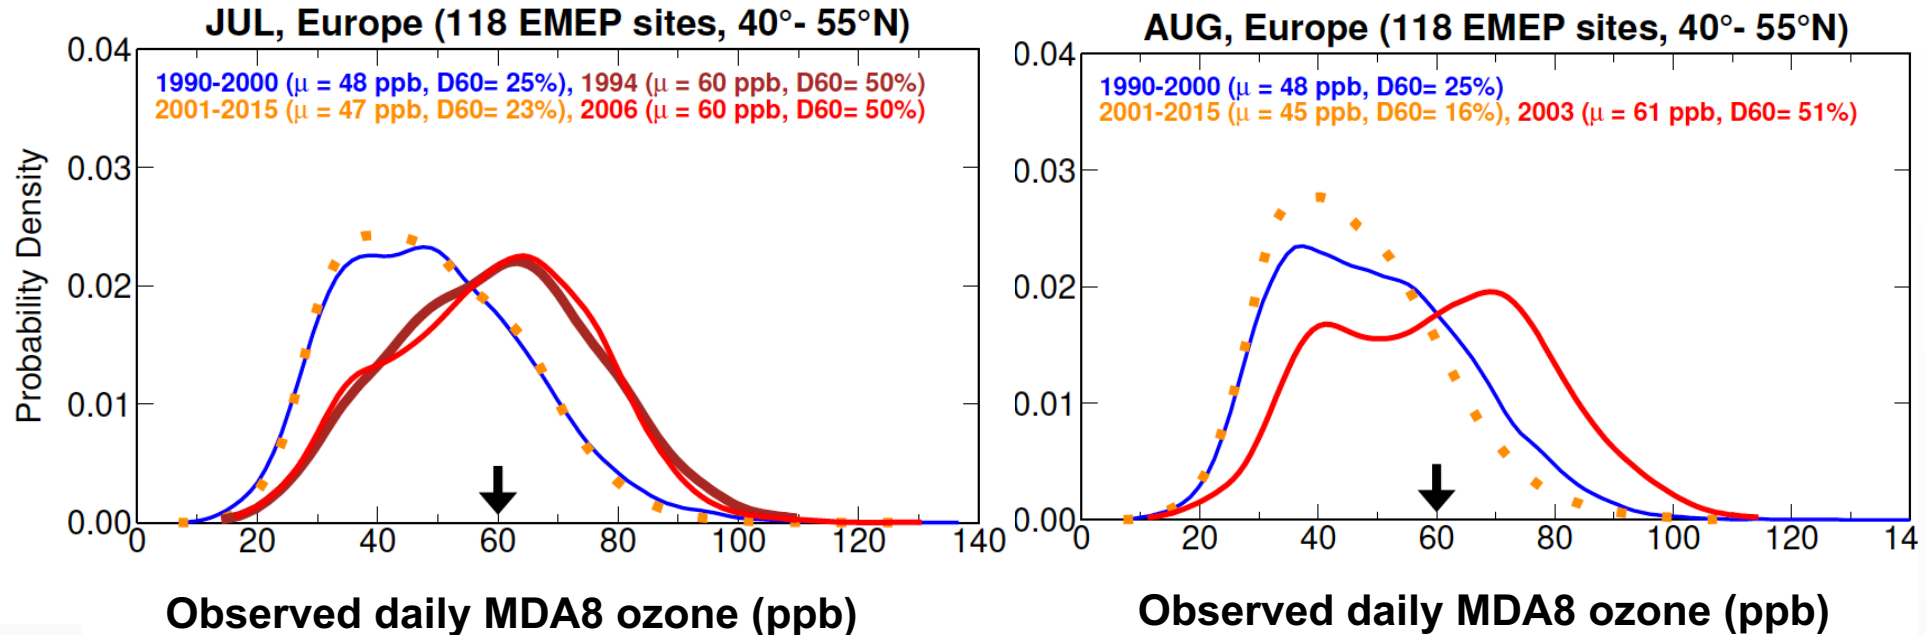 JUL, Europe (118 EMEP sites, 40°- 55°N)
1990-2000 (μ = 48 ppb, D60= 25%), 1994 (μ = 60 ppb, D60= 50%)
2001-2015 (μ = 47 ppb, D60= 23%), 2006 (μ = 60 ppb, D60= 50%)
Probability Density
0.04
0.03
0.02
0.01
0.00
0 20 40 60 80 100 120 140
Observed daily MDA8 ozone (ppb)
AUG, Europe (118 EMEP sites, 40°- 55°N)
1990-2000 (μ = 48 ppb, D60= 25%)
2001-2015 (μ = 45 ppb, D60= 16%), 2003 (μ = 61 ppb, D60= 51%)
0.04
0.03
0.02
0.01
0.00
0 20 40 60 80 100 120 14
Observed daily MDA8 ozone (ppb)